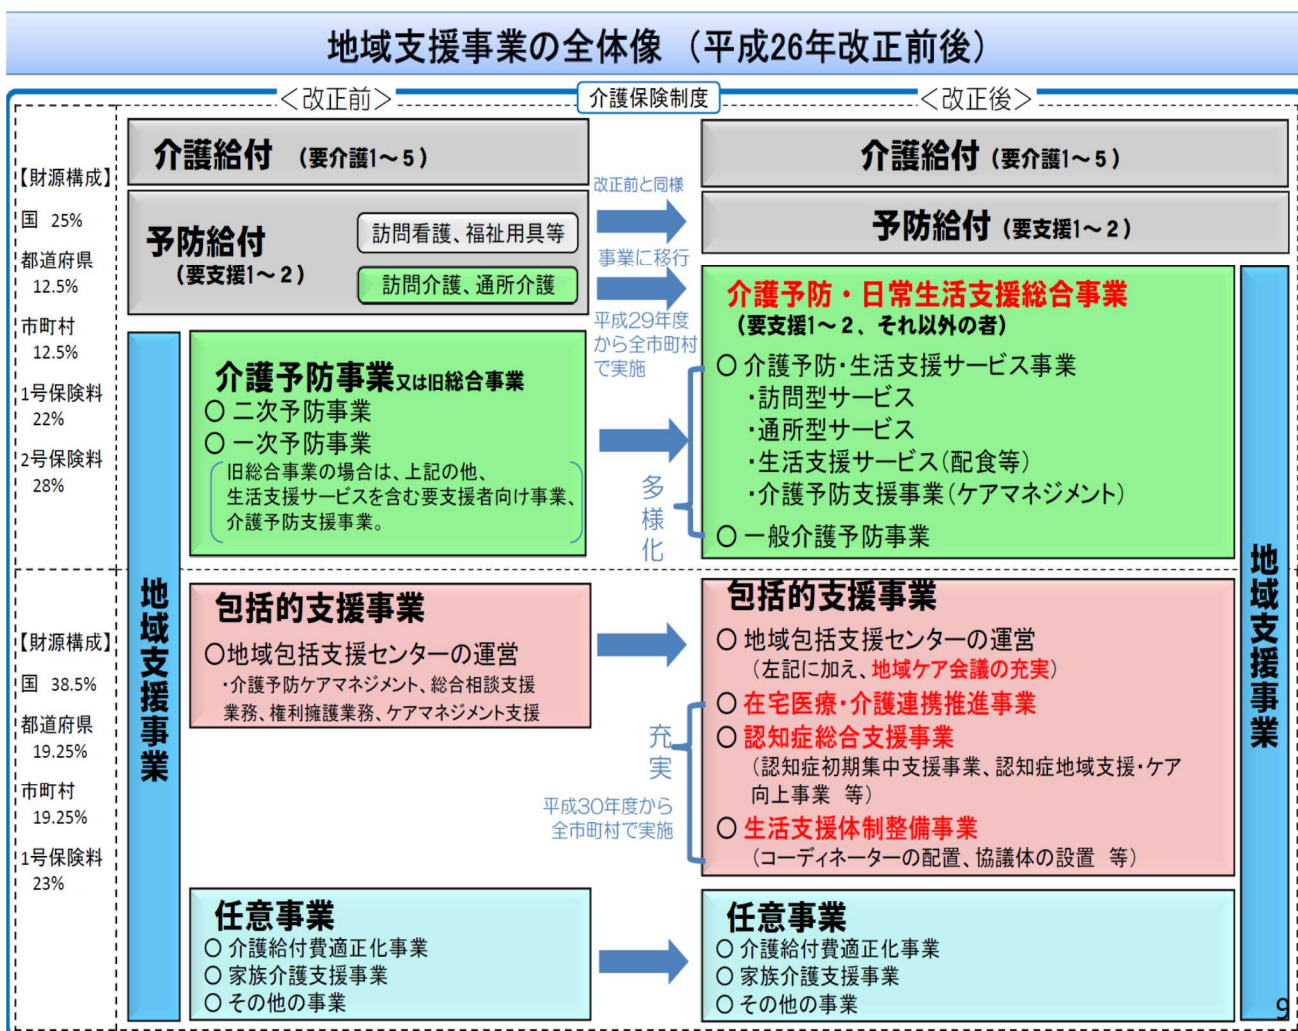 地域支援事業の全体像 (平成26年改正前後)
＜改正前＞
介護保険制度
＜改正後＞
【財源構成】
国 25%
都道府県
12.5%
市町村
12.5%
1号保険料
22%
2号保険料
28%
介護給付 (要介護1～5)
予防給付
(要支援1～2)
訪問看護、福祉用具等
訪問介護、通所介護
改正前と同様
事業に移行
平成29年度
から全市町村
で実施
介護給付 (要介護1～5)
予防給付 (要支援1～2)
介護予防事業又は旧総合事業
○ 二次予防事業
○ 一次予防事業
旧総合事業の場合は、上記の他、
生活支援サービスを含む要支援者向け事業、
介護予防支援事業。
多
様
化
介護予防・日常生活支援総合事業
(要支援1～2、それ以外の者)
○ 介護予防・生活支援サービス事業
・訪問型サービス
・通所型サービス
・生活支援サービス(配食等)
・介護予防支援事業(ケアマネジメント)
○ 一般介護予防事業
【財源構成】
国 38.5%
都道府県
19.25%
市町村
19.25%
1号保険料
23%
地域支援事業
包括的支援事業
○地域包括支援センターの運営
・介護予防ケアマネジメント、総合相談支援
業務、権利擁護業務、ケアマネジメント支援
充
実
平成30年度から
全市町村で実施
包括的支援事業
○ 地域包括支援センターの運営
(左記に加え、地域ケア会議の充実)
○ 在宅医療・介護連携推進事業
○ 認知症総合支援事業
(認知症初期集中支援事業、認知症地域支援・ケア
向上事業 等)
○ 生活支援体制整備事業
(コーディネーターの配置、協議体の設置 等)
地域支援事業
任意事業
○ 介護給付費適正化事業
○ 家族介護支援事業
○ その他の事業
任意事業
○ 介護給付費適正化事業
○ 家族介護支援事業
○ その他の事業
9